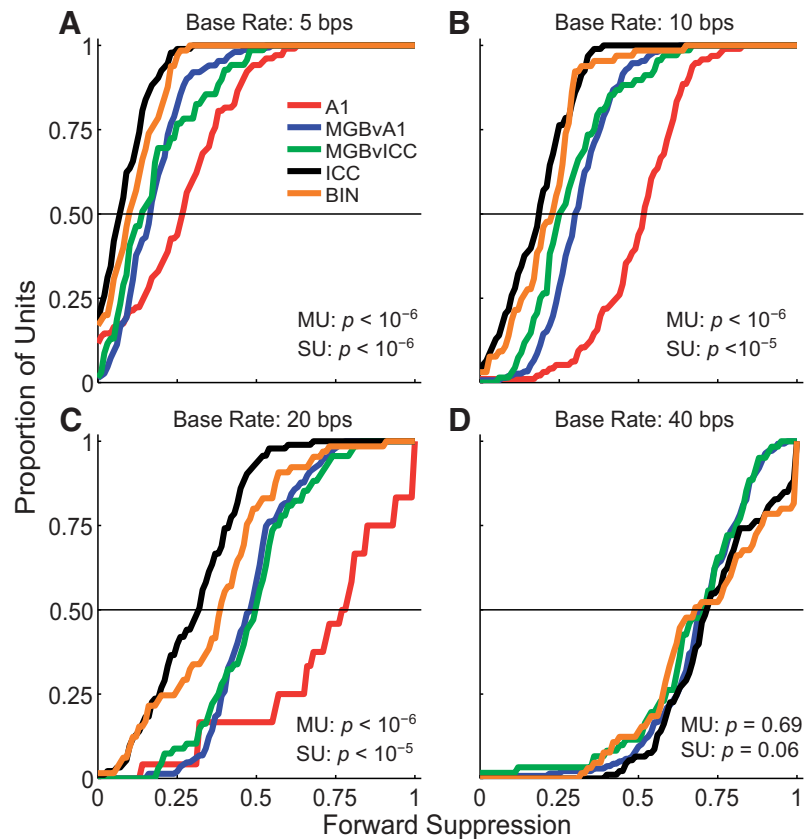 A Base Rate: 5 bps
B Base Rate: 10 bps
1
0.75
0.50
0.25
0
A1
MGBvA1
MGBvICC
ICC
BIN
MU: p < 10⁻⁶
SU: p < 10⁻⁶
MU: p < 10⁻⁶
SU: p <10⁻⁵
Proportion of Units
C Base Rate: 20 bps
D Base Rate: 40 bps
1
0.75
0.50
0.25
0
MU: p < 10⁻⁶
SU: p < 10⁻⁵
MU: p = 0.69
SU: p = 0.06
0 0.25 0.5 0.75 1
0 0.25 0.5 0.75 1
Forward Suppression